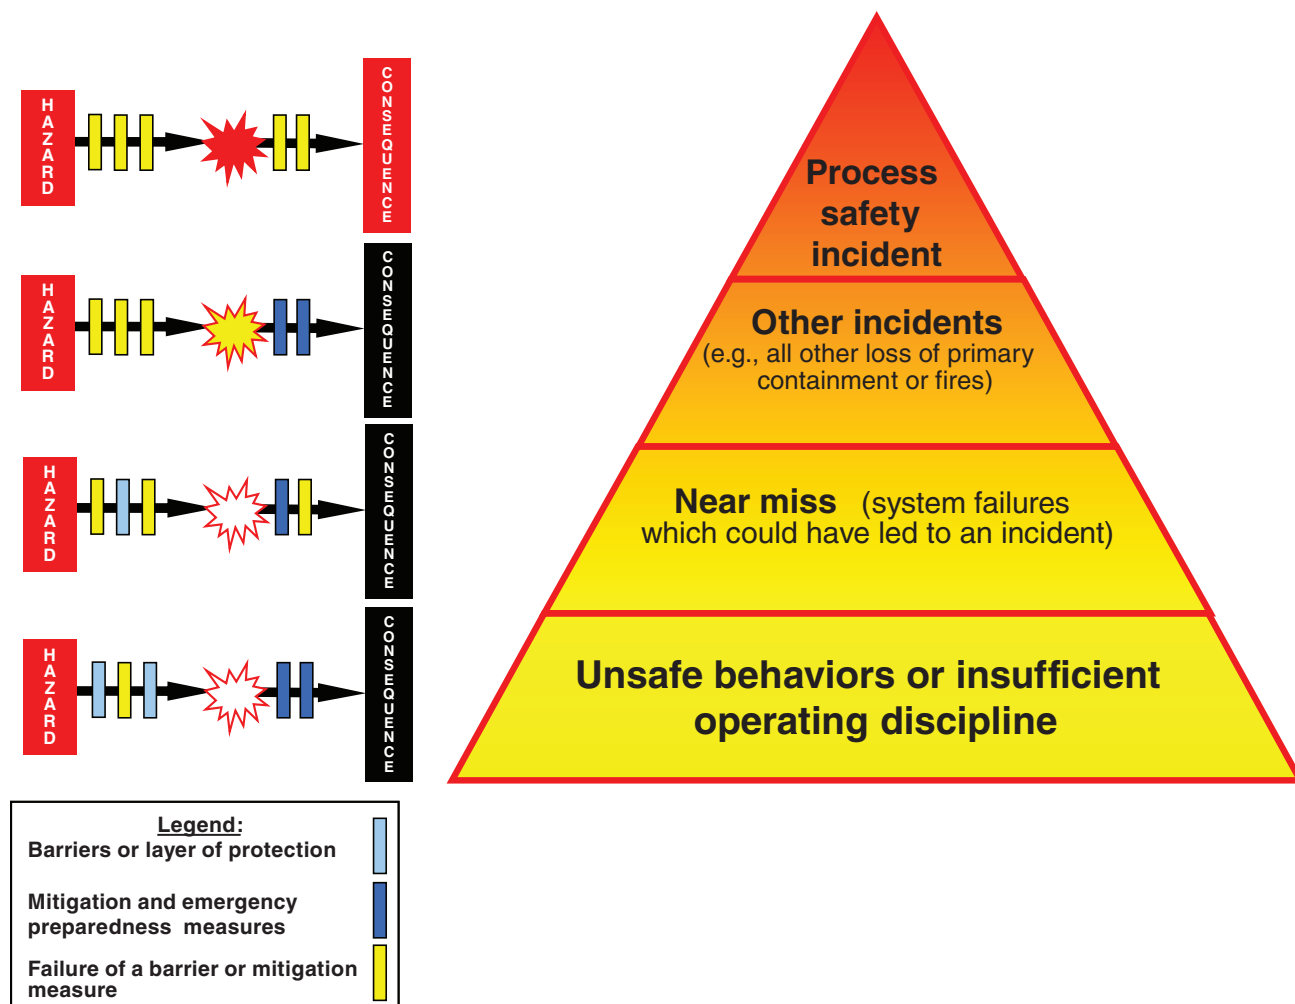 HAZARD
CONSEQUENCE
HAZARD
CONSEQUENCE
HAZARD
CONSEQUENCE
HAZARD
CONSEQUENCE
Process
safety
incident
Other incidents
(e.g., all other loss of primary
containment or fires)
Near miss (system failures
which could have led to an incident)
Unsafe behaviors or insufficient
operating discipline
Legend:
Barriers or layer of protection
Mitigation and emergency
preparedness measures
Failure of a barrier or mitigation
measure